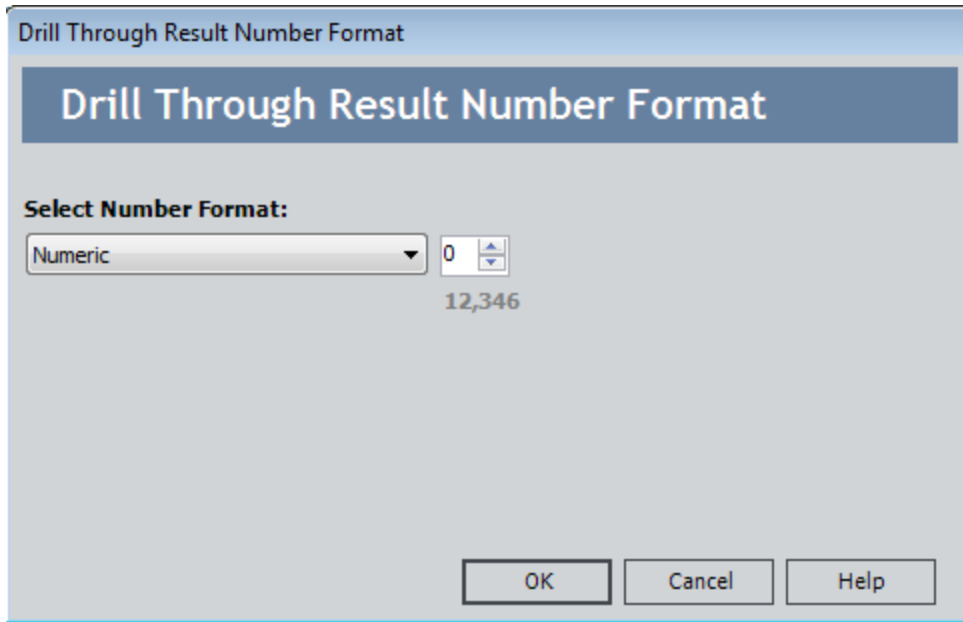 Drill Through Result Number Format
Drill Through Result Number Format
Select Number Format:
Numeric 0
12,346
OK Cancel Help